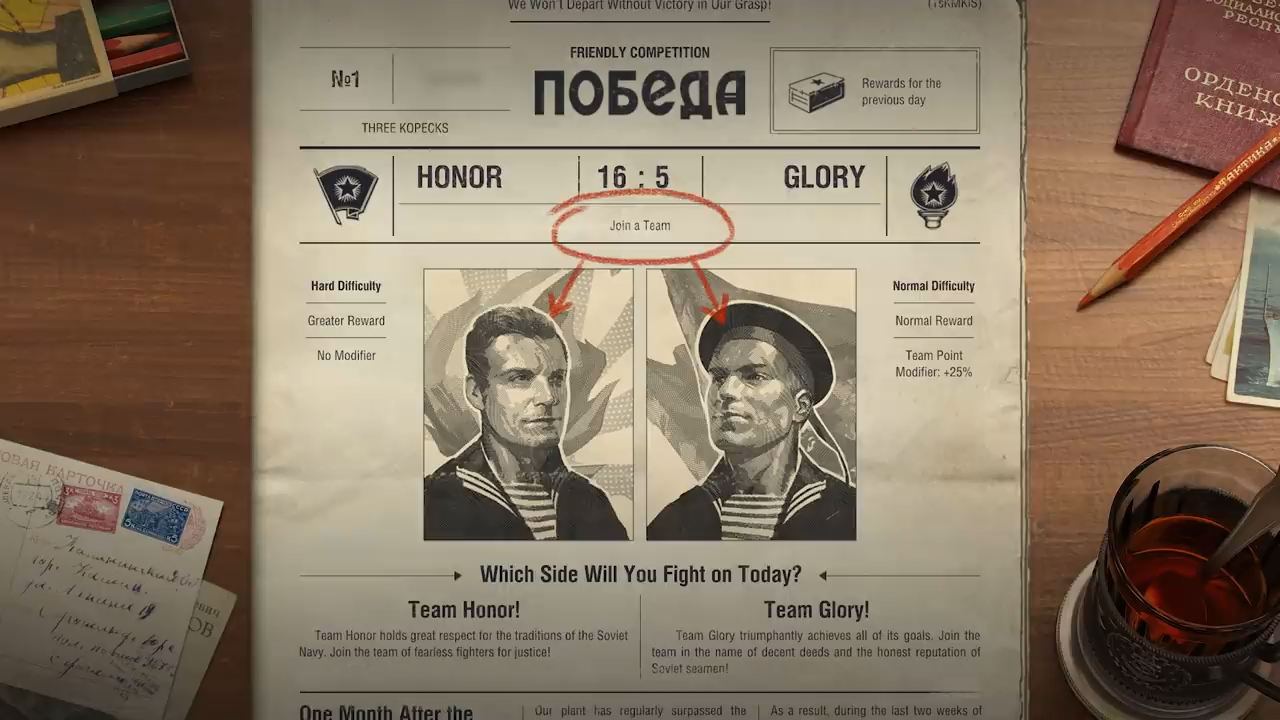 We Won't Depart Without Victory in Our Grasp!
(TsKMKiS)
FRIENDLY COMPETITION
№1
ПОБЕДА
Rewards for the
previous day
THREE KOPECKS
HONOR
16 : 5
GLORY
Join a Team
Hard Difficulty
Greater Reward
No Modifier
Normal Difficulty
Normal Reward
Team Point
Modifier: +25%
Which Side Will You Fight on Today?
Team Honor!
Team Honor holds great respect for the traditions of the Soviet
Navy. Join the team of fearless fighters for justice!
Team Glory!
Team Glory triumphantly achieves all of its goals. Join the
team in the name of decent deeds and the honest reputation of
Soviet seamen!
One Month After the
Our plant has regularly surpassed the
As a result, during the last two weeks of
ОРДЕНС
КНИЖ
ТАКТИКА
ОВАЯ КАРТОЧКА